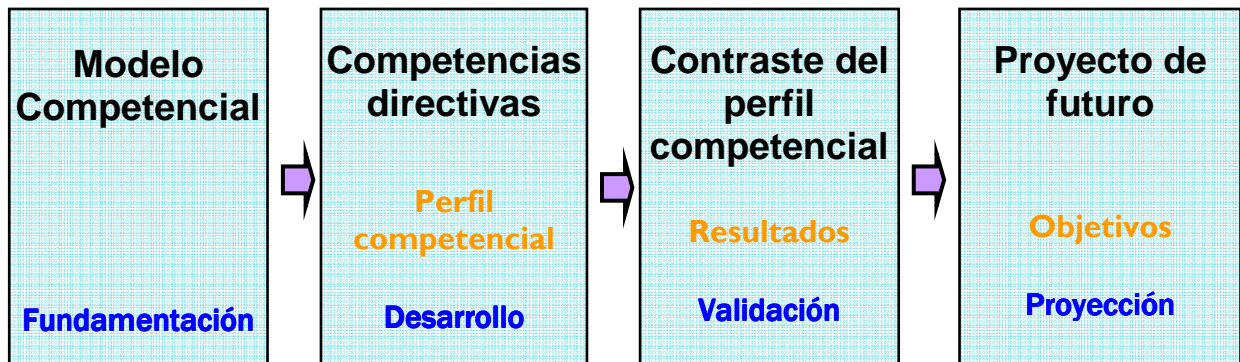 Modelo
Competencial
Fundamentación
Competencias
directivas
Perfil
competencial
Desarrollo
Contraste del
perfil
competencial
Resultados
Validación
Proyecto de
futuro
Objetivos
Proyección